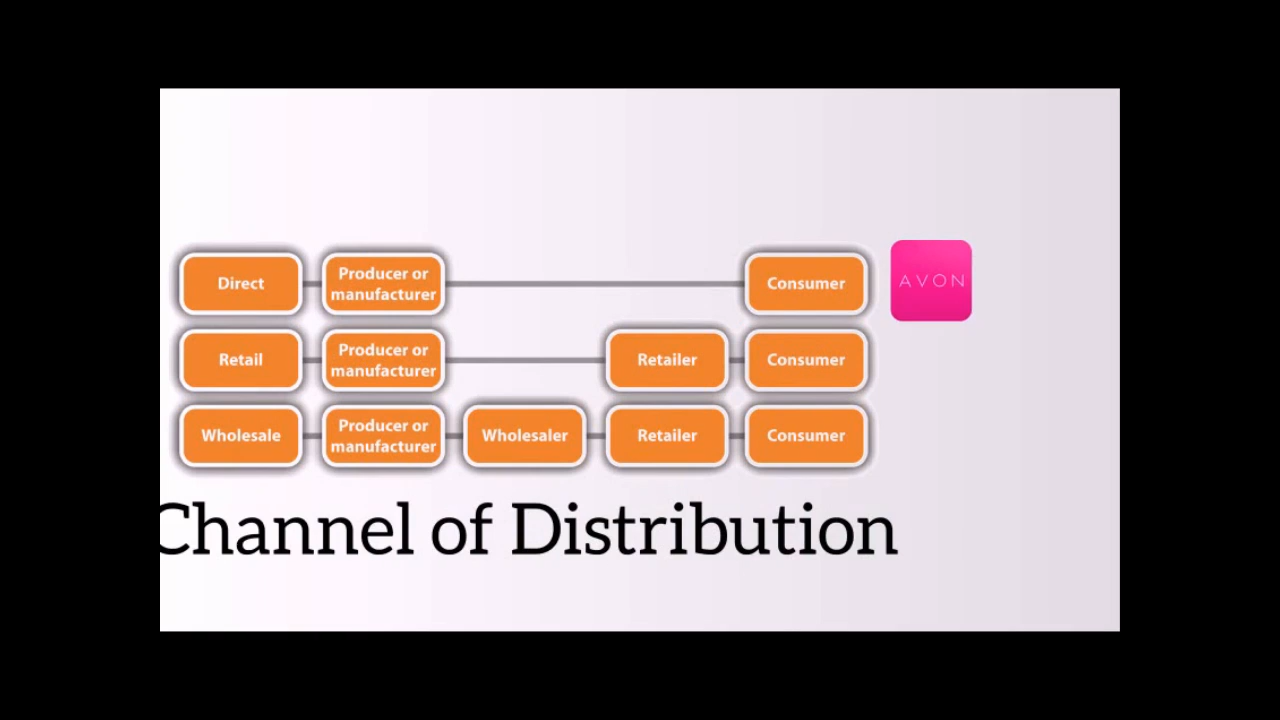 Direct
Producer or
manufacturer
Consumer
AVON
Retail
Producer or
manufacturer
Retailer
Consumer
Wholesale
Producer or
manufacturer
Wholesaler
Retailer
Consumer
Channel of Distribution